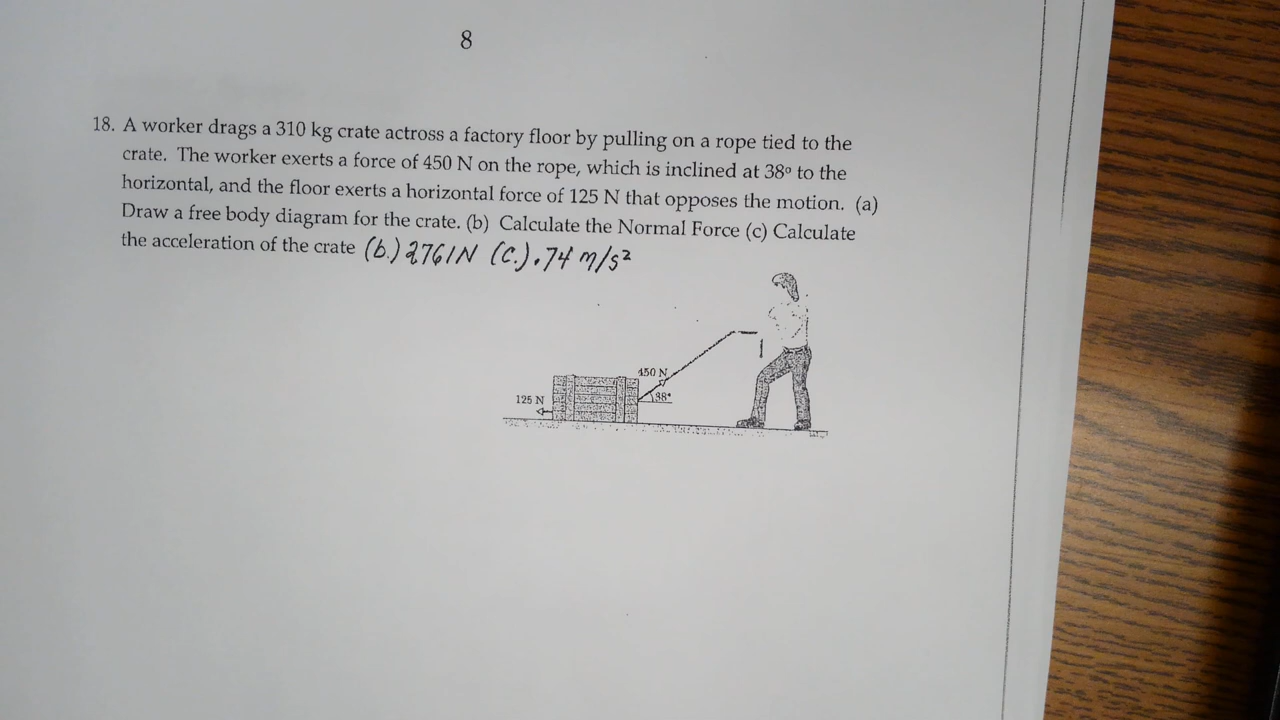 8
18. A worker drags a 310 kg crate actross a factory floor by pulling on a rope tied to the
crate. The worker exerts a force of 450 N on the rope, which is inclined at 38º to the
horizontal, and the floor exerts a horizontal force of 125 N that opposes the motion. (a)
Draw a free body diagram for the crate. (b) Calculate the Normal Force (c) Calculate
the acceleration of the crate (b.) 2761N (C.) .74 m/s²
450 N
38°
125 N